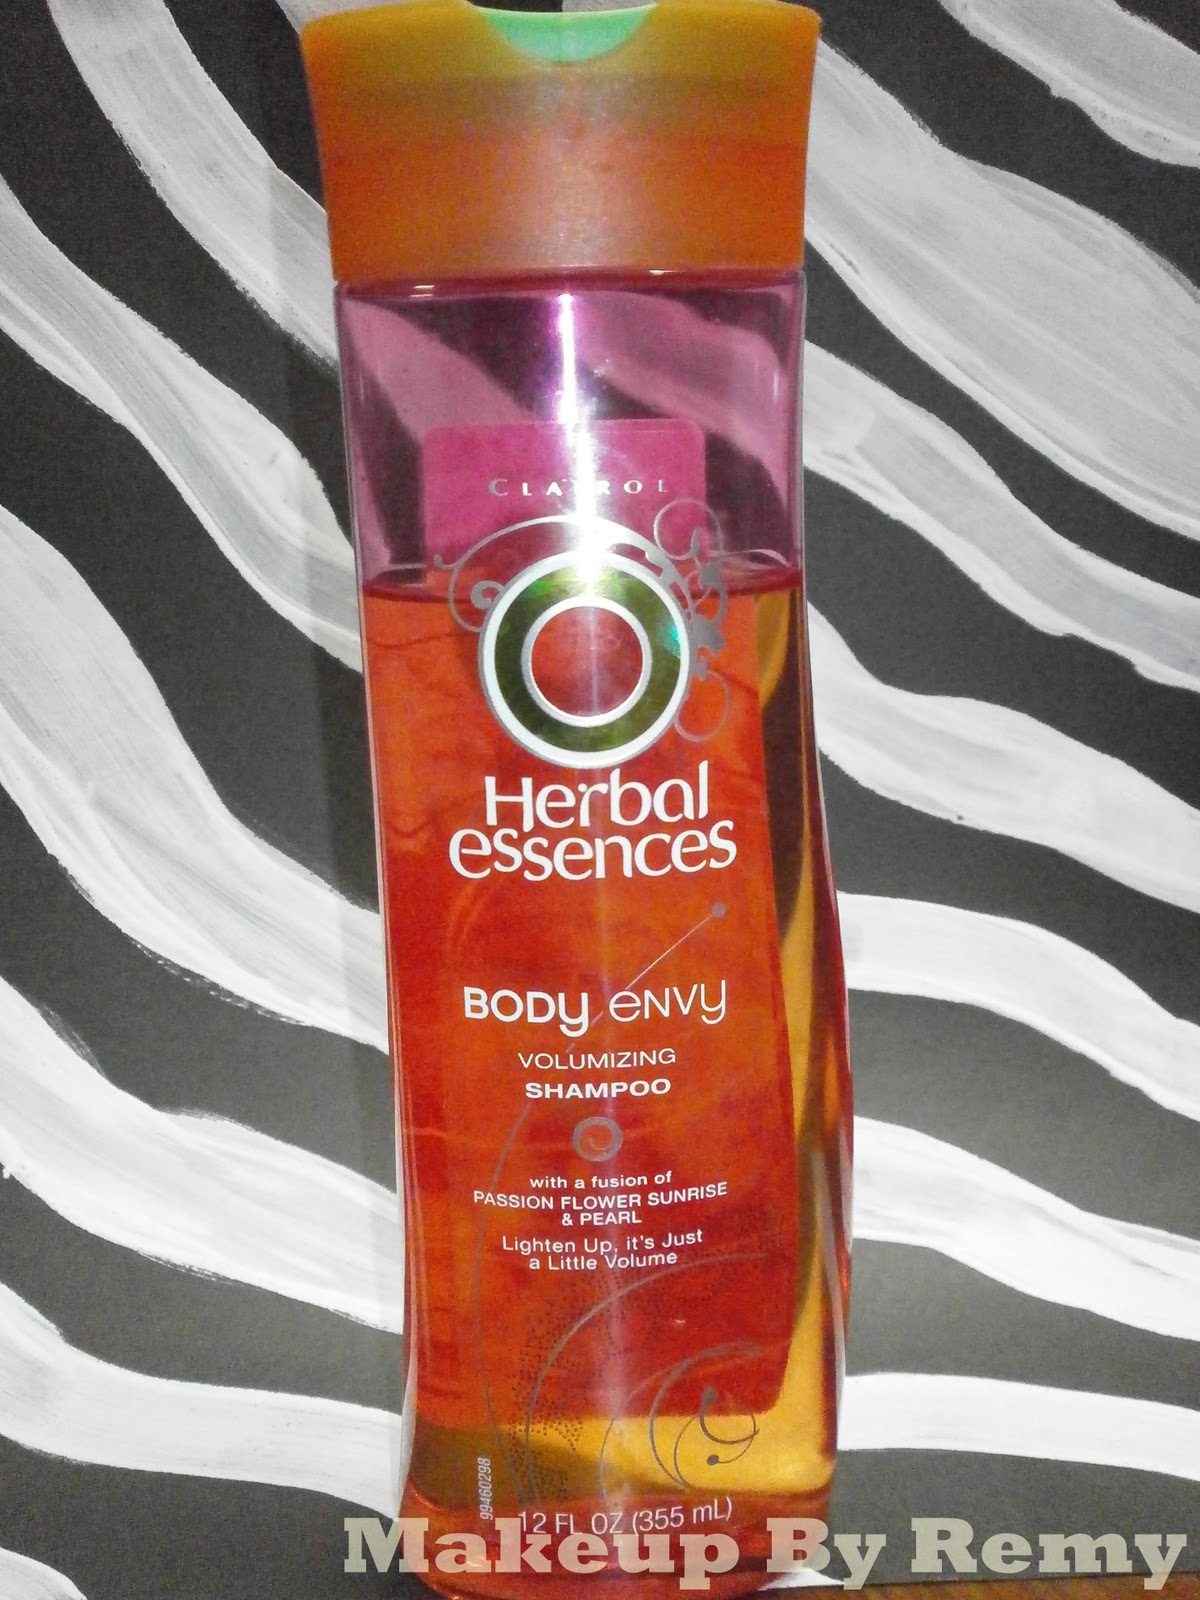 CLAIROL
Herbal
essences
BODY ENVY
VOLUMIZING
SHAMPOO
with a fusion of
PASSION FLOWER SUNRISE
& PEARL
Lighten Up, it's Just
a Little Volume
99460298
12 FL OZ (355 mL)
Makeup By Remy